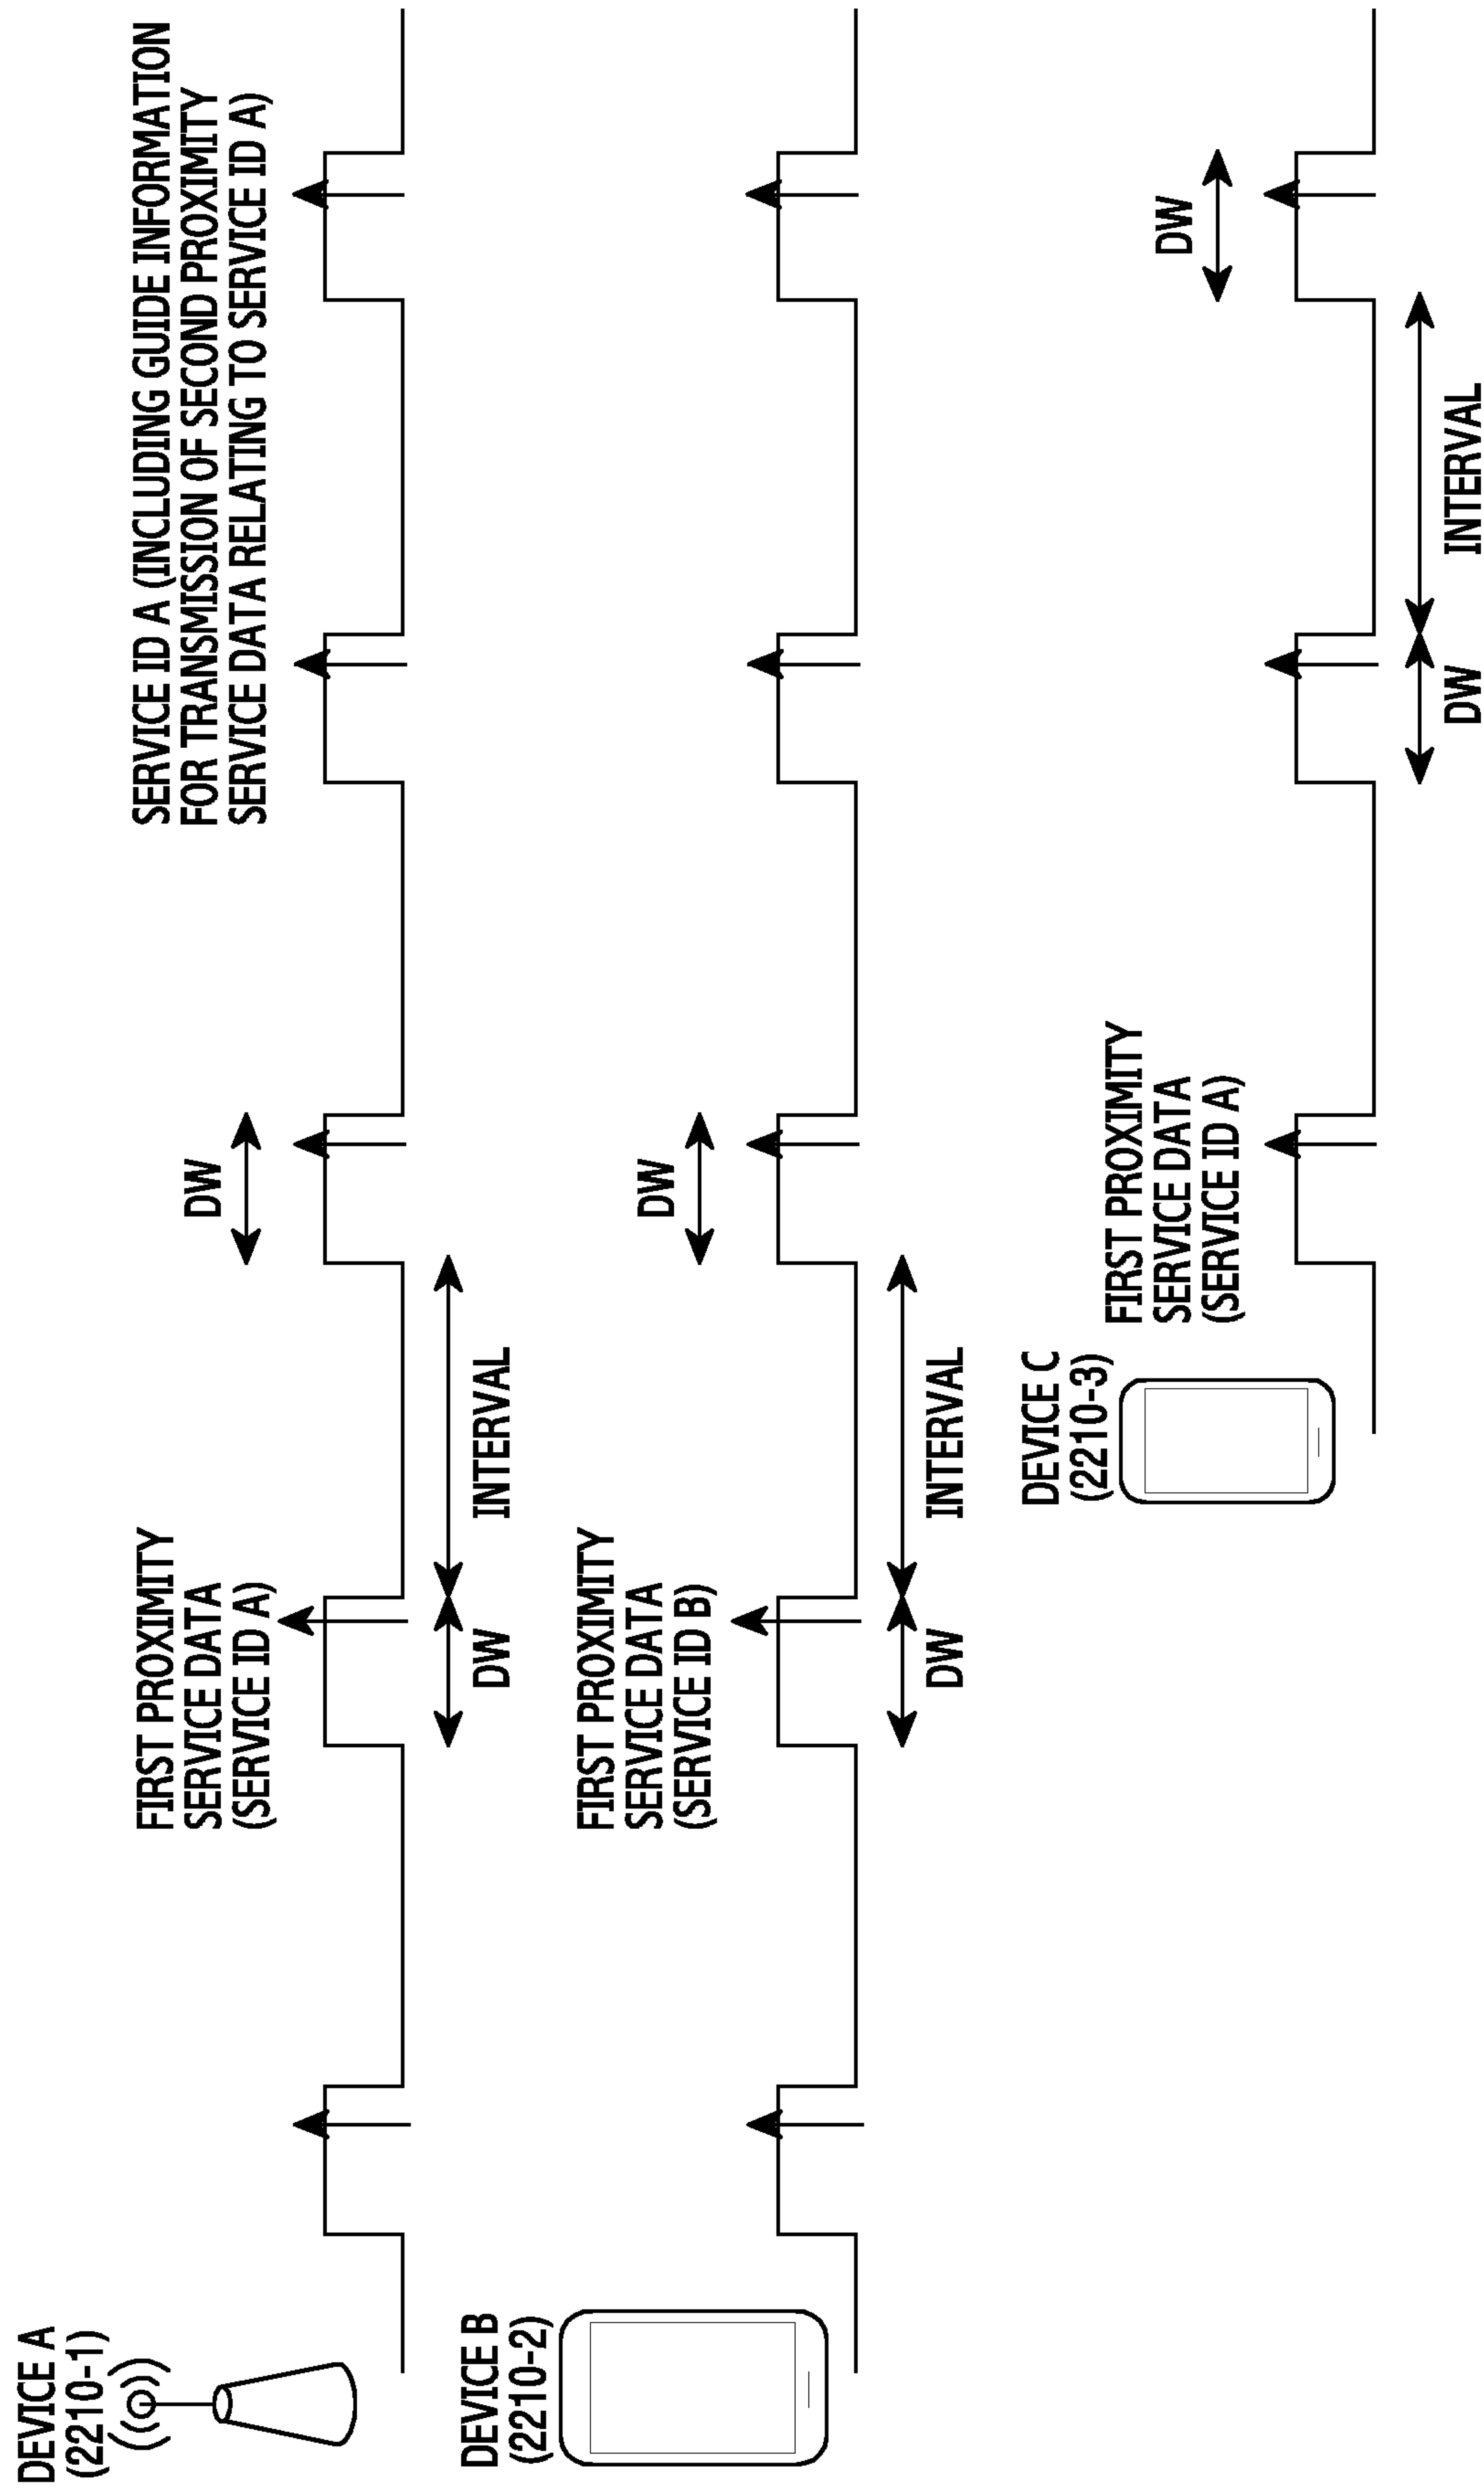 DEVICE A
(2210-1)
FIRST PROXIMITY
SERVICE DATA
(SERVICE ID A)
DW
INTERVAL
DW
SERVICE ID A (INCLUDING GUIDE INFORMATION
FOR TRANSMISSION OF SECOND PROXIMITY
SERVICE DATA RELATING TO SERVICE ID A)
DEVICE B
(2210-2)
FIRST PROXIMITY
SERVICE DATA
(SERVICE ID B)
DW
INTERVAL
DW
DEVICE C
(2210-3)
FIRST PROXIMITY
SERVICE DATA
(SERVICE ID A)
DW
INTERVAL
DW